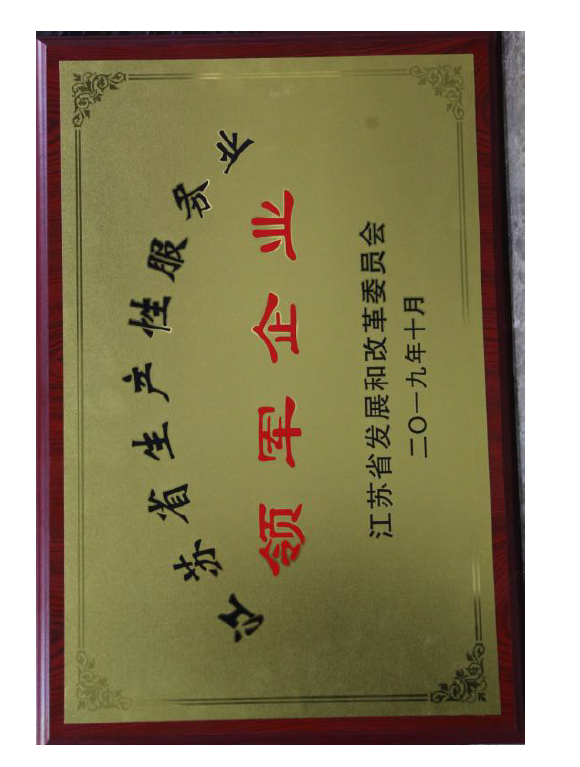 江苏省生产性服务业
领军企业
江苏省发展和改革委员会
二〇一九年十月